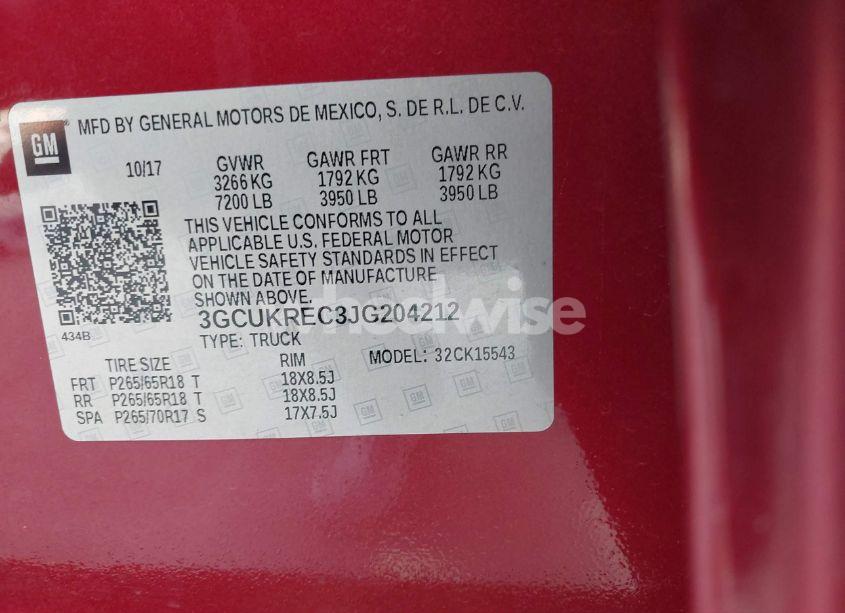 GM
MFD BY GENERAL MOTORS DE MEXICO, S. DE R.L. DE C.V.
10/17 GVWR GAWR FRT GAWR RR
3266 KG 1792 KG 1792 KG
7200 LB 3950 LB 3950 LB
THIS VEHICLE CONFORMS TO ALL
APPLICABLE U.S. FEDERAL MOTOR
VEHICLE SAFETY STANDARDS IN EFFECT
ON THE DATE OF MANUFACTURE
SHOWN ABOVE.
3GCUKREC3JG204212
wheelwise
434B
TYPE: TRUCK MODEL: 32CK15543
TIRE SIZE RIM
FRT P265/65R18 T 18X8.5J
RR P265/65R18 T 18X8.5J
SPA P265/70R17 S 17X7.5J